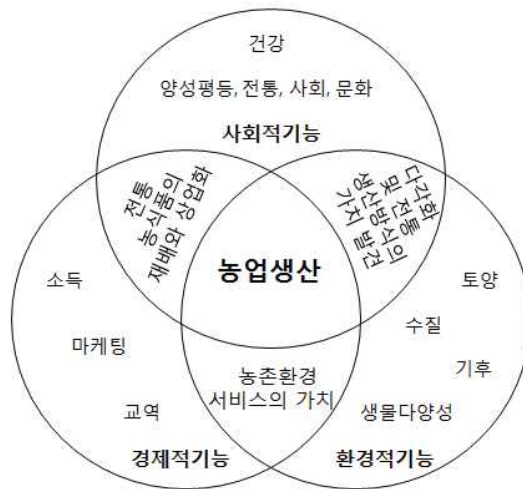 건강
양성평등, 전통, 사회, 문화
사회적기능
전통
농식품의
재배와 상업화
다각화
및 전통
생산방식의
가치 발견
농업생산
소득
마케팅
교역
경제적기능
농촌환경
서비스의 가치
토양
수질
기후
생물다양성
환경적기능